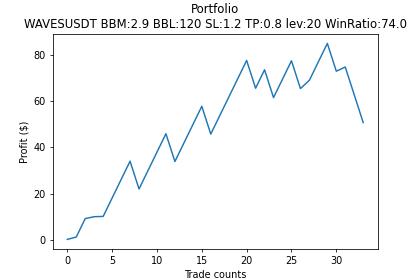 Portfolio
WAVESUSDT BBM:2.9 BBL:120 SL:1.2 TP:0.8 lev:20 WinRatio:74.0
80
60
40
20
0
Profit ($)
0 5 10 15 20 25 30
Trade counts